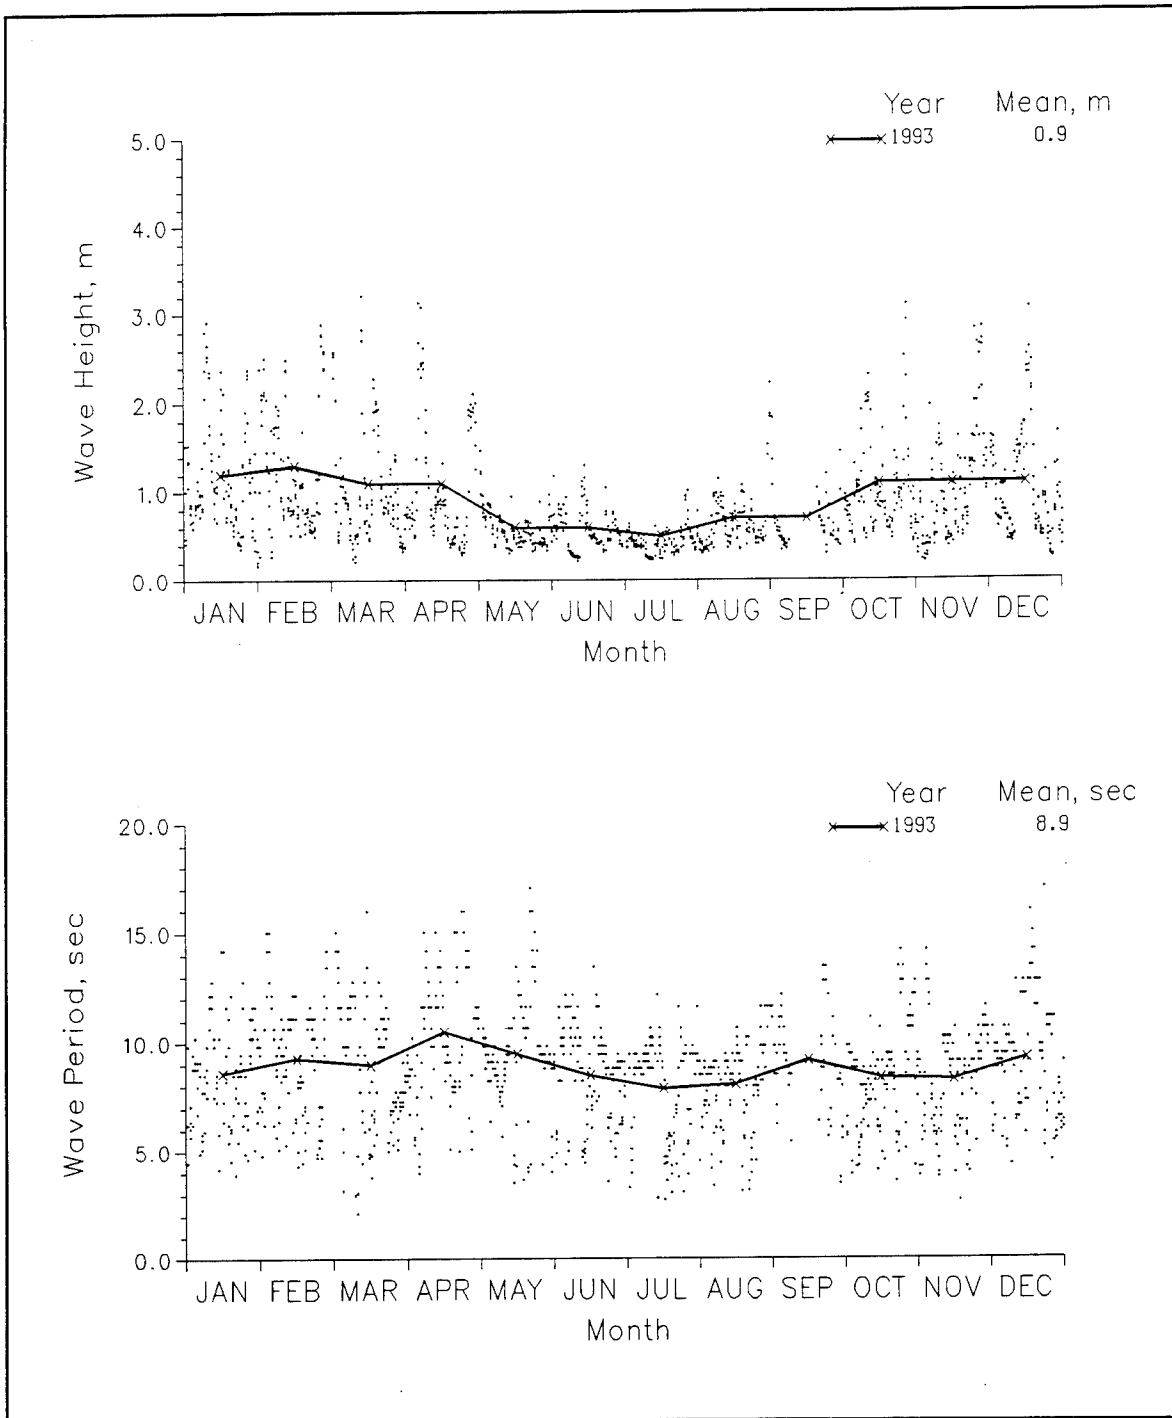 Year Mean, m
1993 0.9
5.0
4.0
3.0
2.0
1.0
0.0
Wave Height, m
JAN FEB MAR APR MAY JUN JUL AUG SEP OCT NOV DEC
Month
Year Mean, sec
1993 8.9
20.0
15.0
10.0
5.0
0.0
Wave Period, sec
JAN FEB MAR APR MAY JUN JUL AUG SEP OCT NOV DEC
Month